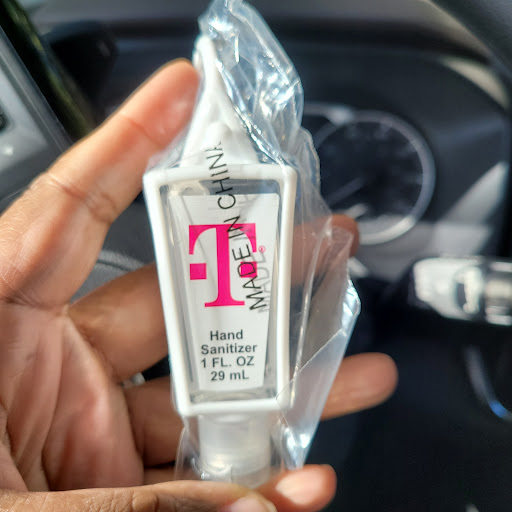 MADE IN CHINA
T®
Hand
Sanitizer
1 FL. OZ
29 mL